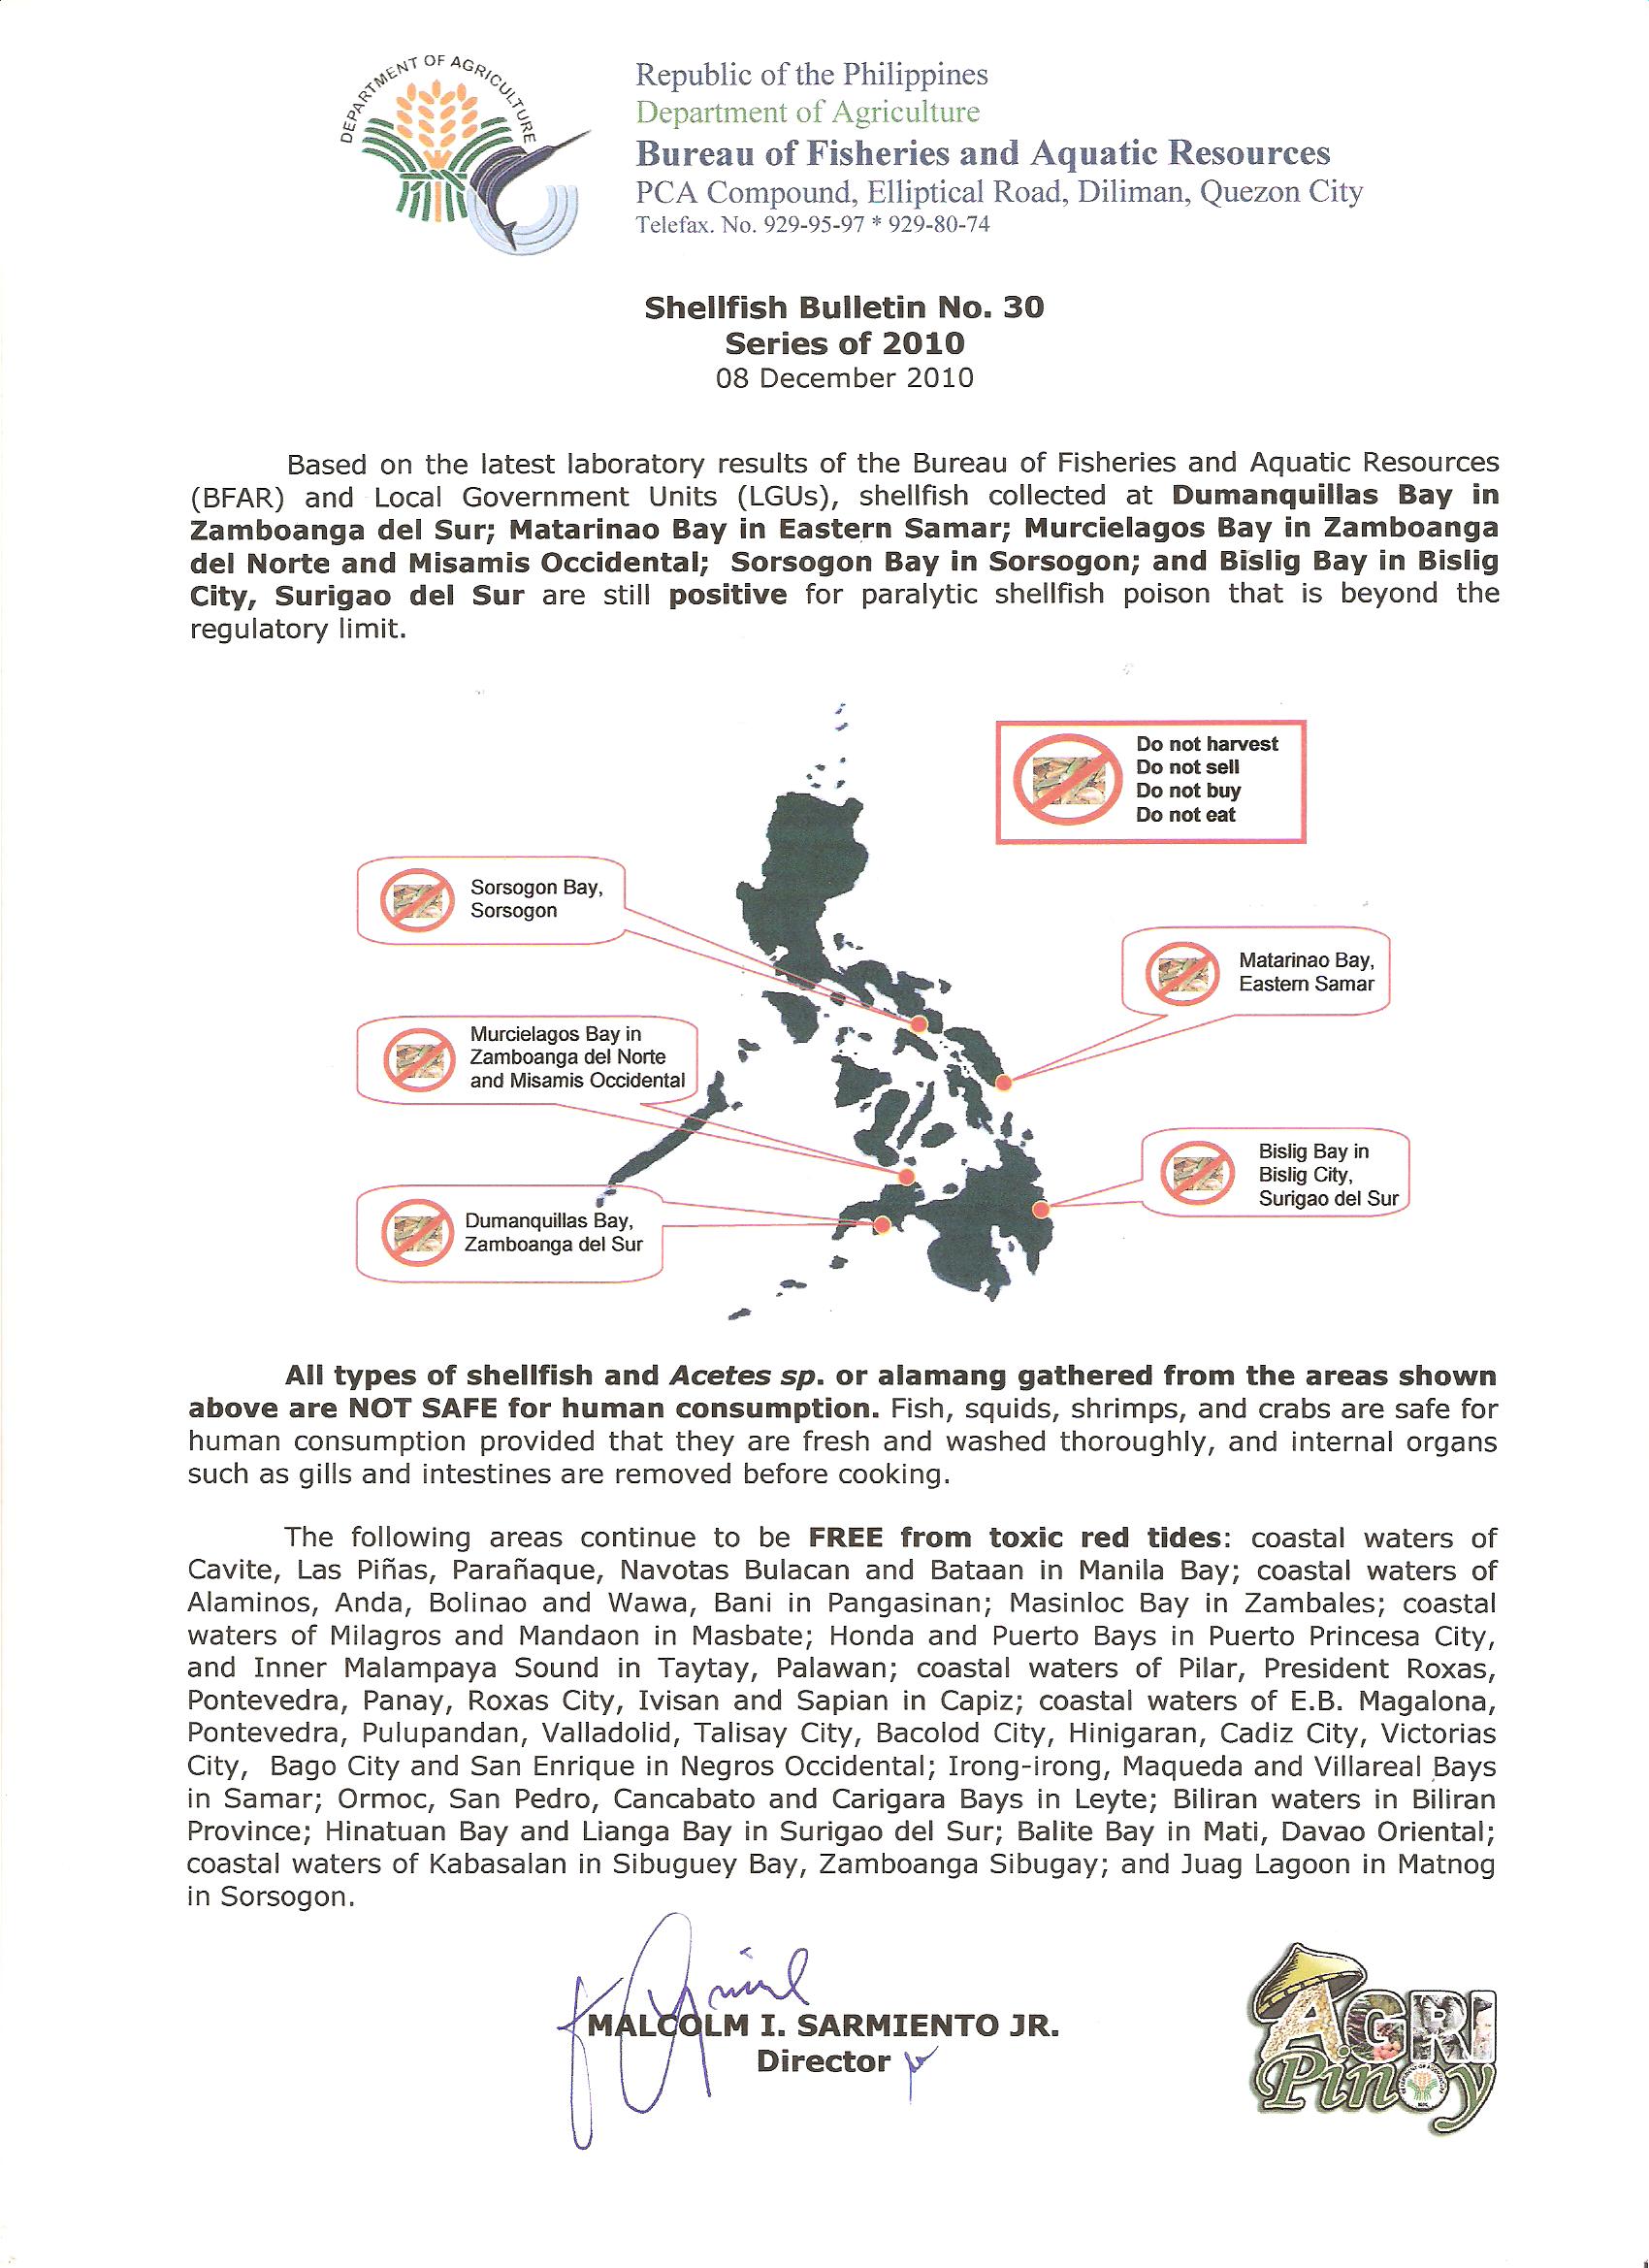 DEPARTMENT OF AGRICULTURE
Republic of the Philippines
Department of Agriculture
Bureau of Fisheries and Aquatic Resources
PCA Compound, Elliptical Road, Diliman, Quezon City
Telefax. No. 929-95-97 * 929-80-74
Shellfish Bulletin No. 30
Series of 2010
08 December 2010
Based on the latest laboratory results of the Bureau of Fisheries and Aquatic Resources
(BFAR) and Local Government Units (LGUs), shellfish collected at Dumanquillas Bay in
Zamboanga del Sur; Matarinao Bay in Eastern Samar; Murcielagos Bay in Zamboanga
del Norte and Misamis Occidental; Sorsogon Bay in Sorsogon; and Bislig Bay in Bislig
City, Surigao del Sur are still positive for paralytic shellfish poison that is beyond the
regulatory limit.
Do not harvest
Do not sell
Do not buy
Do not eat
Sorsogon Bay,
Sorsogon
Matarinao Bay,
Eastern Samar
Murcielagos Bay in
Zamboanga del Norte
and Misamis Occidental
Bislig Bay in
Bislig City,
Surigao del Sur
Dumanquillas Bay,
Zamboanga del Sur
All types of shellfish and Acetes sp. or alamang gathered from the areas shown
above are NOT SAFE for human consumption. Fish, squids, shrimps, and crabs are safe for
human consumption provided that they are fresh and washed thoroughly, and internal organs
such as gills and intestines are removed before cooking.
The following areas continue to be FREE from toxic red tides: coastal waters of
Cavite, Las Piñas, Parañaque, Navotas Bulacan and Bataan in Manila Bay; coastal waters of
Alaminos, Anda, Bolinao and Wawa, Bani in Pangasinan; Masinloc Bay in Zambales; coastal
waters of Milagros and Mandaon in Masbate; Honda and Puerto Bays in Puerto Princesa City,
and Inner Malampaya Sound in Taytay, Palawan; coastal waters of Pilar, President Roxas,
Pontevedra, Panay, Roxas City, Ivisan and Sapian in Capiz; coastal waters of E.B. Magalona,
Pontevedra, Pulupandan, Valladolid, Talisay City, Bacolod City, Hinigaran, Cadiz City, Victorias
City, Bago City and San Enrique in Negros Occidental; Irong-irong, Maqueda and Villareal Bays
in Samar; Ormoc, San Pedro, Cancabato and Carigara Bays in Leyte; Biliran waters in Biliran
Province; Hinatuan Bay and Lianga Bay in Surigao del Sur; Balite Bay in Mati, Davao Oriental;
coastal waters of Kabasalan in Sibuguey Bay, Zamboanga Sibugay; and Juag Lagoon in Matnog
in Sorsogon.
MALCOLM I. SARMIENTO JR.
Director
AGRI
Pinoy